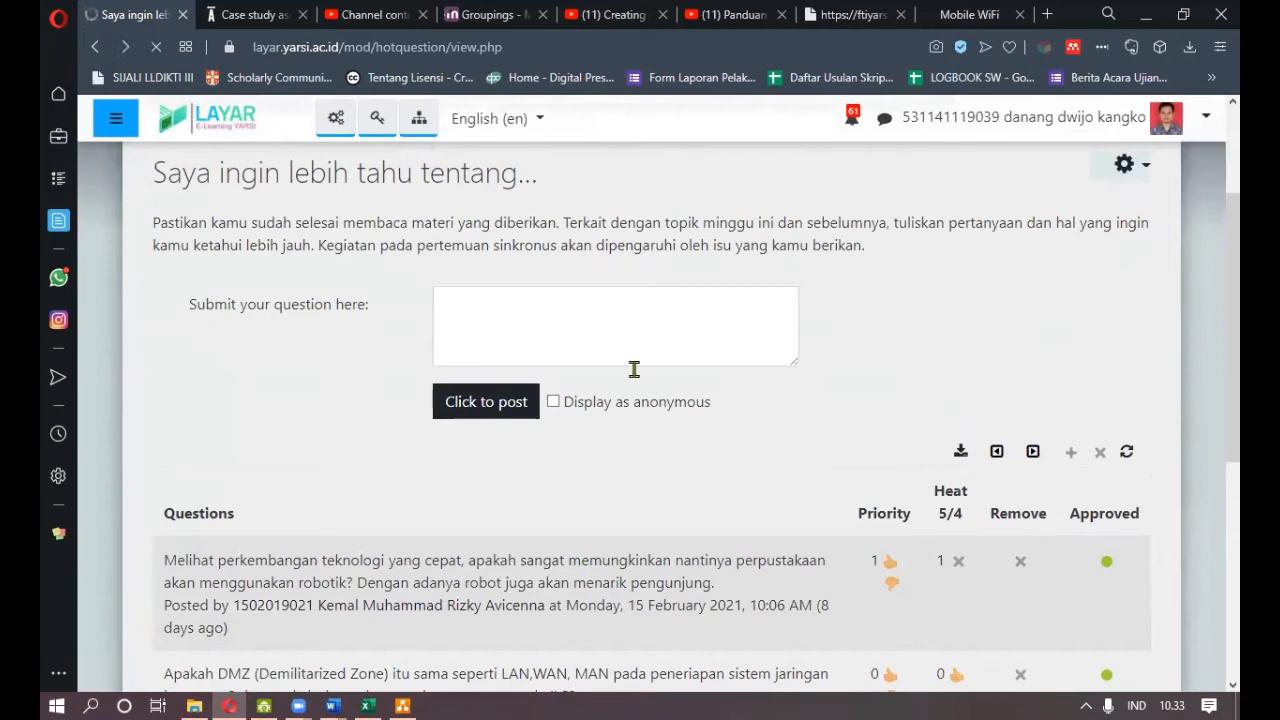 Saya ingin lebih
Case study as
Channel cont
Groupings -
(11) Creating
(11) Panduan
https://ftiyars
Mobile WiFi
layar.yarsi.ac.id/mod/hotquestion/view.php
SIJALI LLDIKTI III
Scholarly Communi...
Tentang Lisensi - Cr...
Home - Digital Pres...
Form Laporan Pelak...
Daftar Usulan Skrip...
LOGBOOK SW - Go...
Berita Acara Ujian...
LAYAR
E-Learning YARSI
English (en)
61
531141119039 danang dwijo kangko
Saya ingin lebih tahu tentang...
Pastikan kamu sudah selesai membaca materi yang diberikan. Terkait dengan topik minggu ini dan sebelumnya, tuliskan pertanyaan dan hal yang ingin
kamu ketahui lebih jauh. Kegiatan pada pertemuan sinkronus akan dipengaruhi oleh isu yang kamu berikan.
Submit your question here:
Click to post
Display as anonymous
Questions
Priority
Heat
5/4
Remove
Approved
Melihat perkembangan teknologi yang cepat, apakah sangat memungkinkan nantinya perpustakaan
akan menggunakan robotik? Dengan adanya robot juga akan menarik pengunjung.
Posted by 1502019021 Kemal Muhammad Rizky Avicenna at Monday, 15 February 2021, 10:06 AM (8
days ago)
1
1
Apakah DMZ (Demilitarized Zone) itu sama seperti LAN,WAN, MAN pada peneriapan sistem jaringan
0
0
IND
10.33